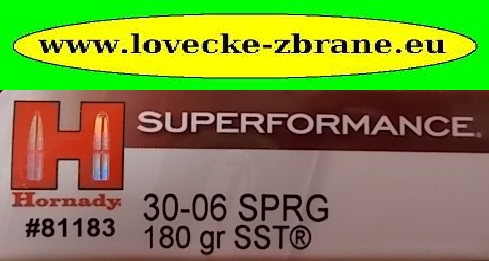 www.lovecke-zbrane.eu
SUPERFORMANCE®
H
Hornady®
#81183
30-06 SPRG
180 gr SST®